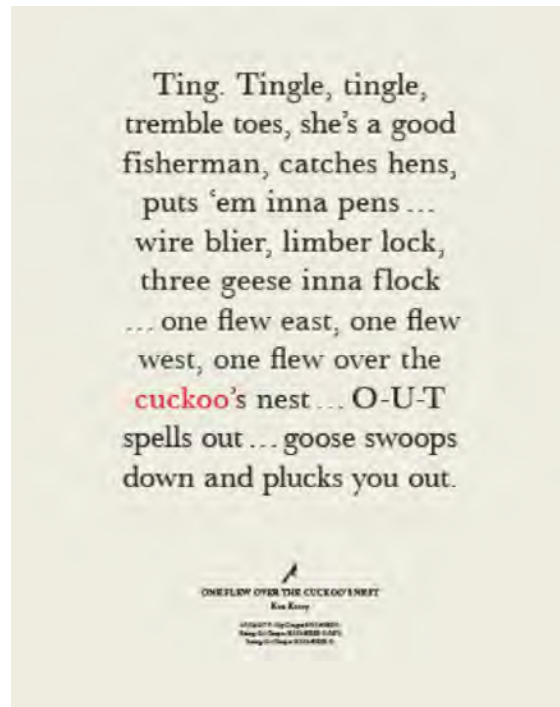 Ting. Tingle, tingle,
tremble toes, she’s a good
fisherman, catches hens,
puts ‘em inna pens ...
wire blier, limber lock,
three geese inna flock
... one flew east, one flew
west, one flew over the
cuckoo’s nest ... O-U-T
spells out ... goose swoops
down and plucks you out.
ONE FLEW OVER THE CUCKOO’S NEST
Ken Kesey